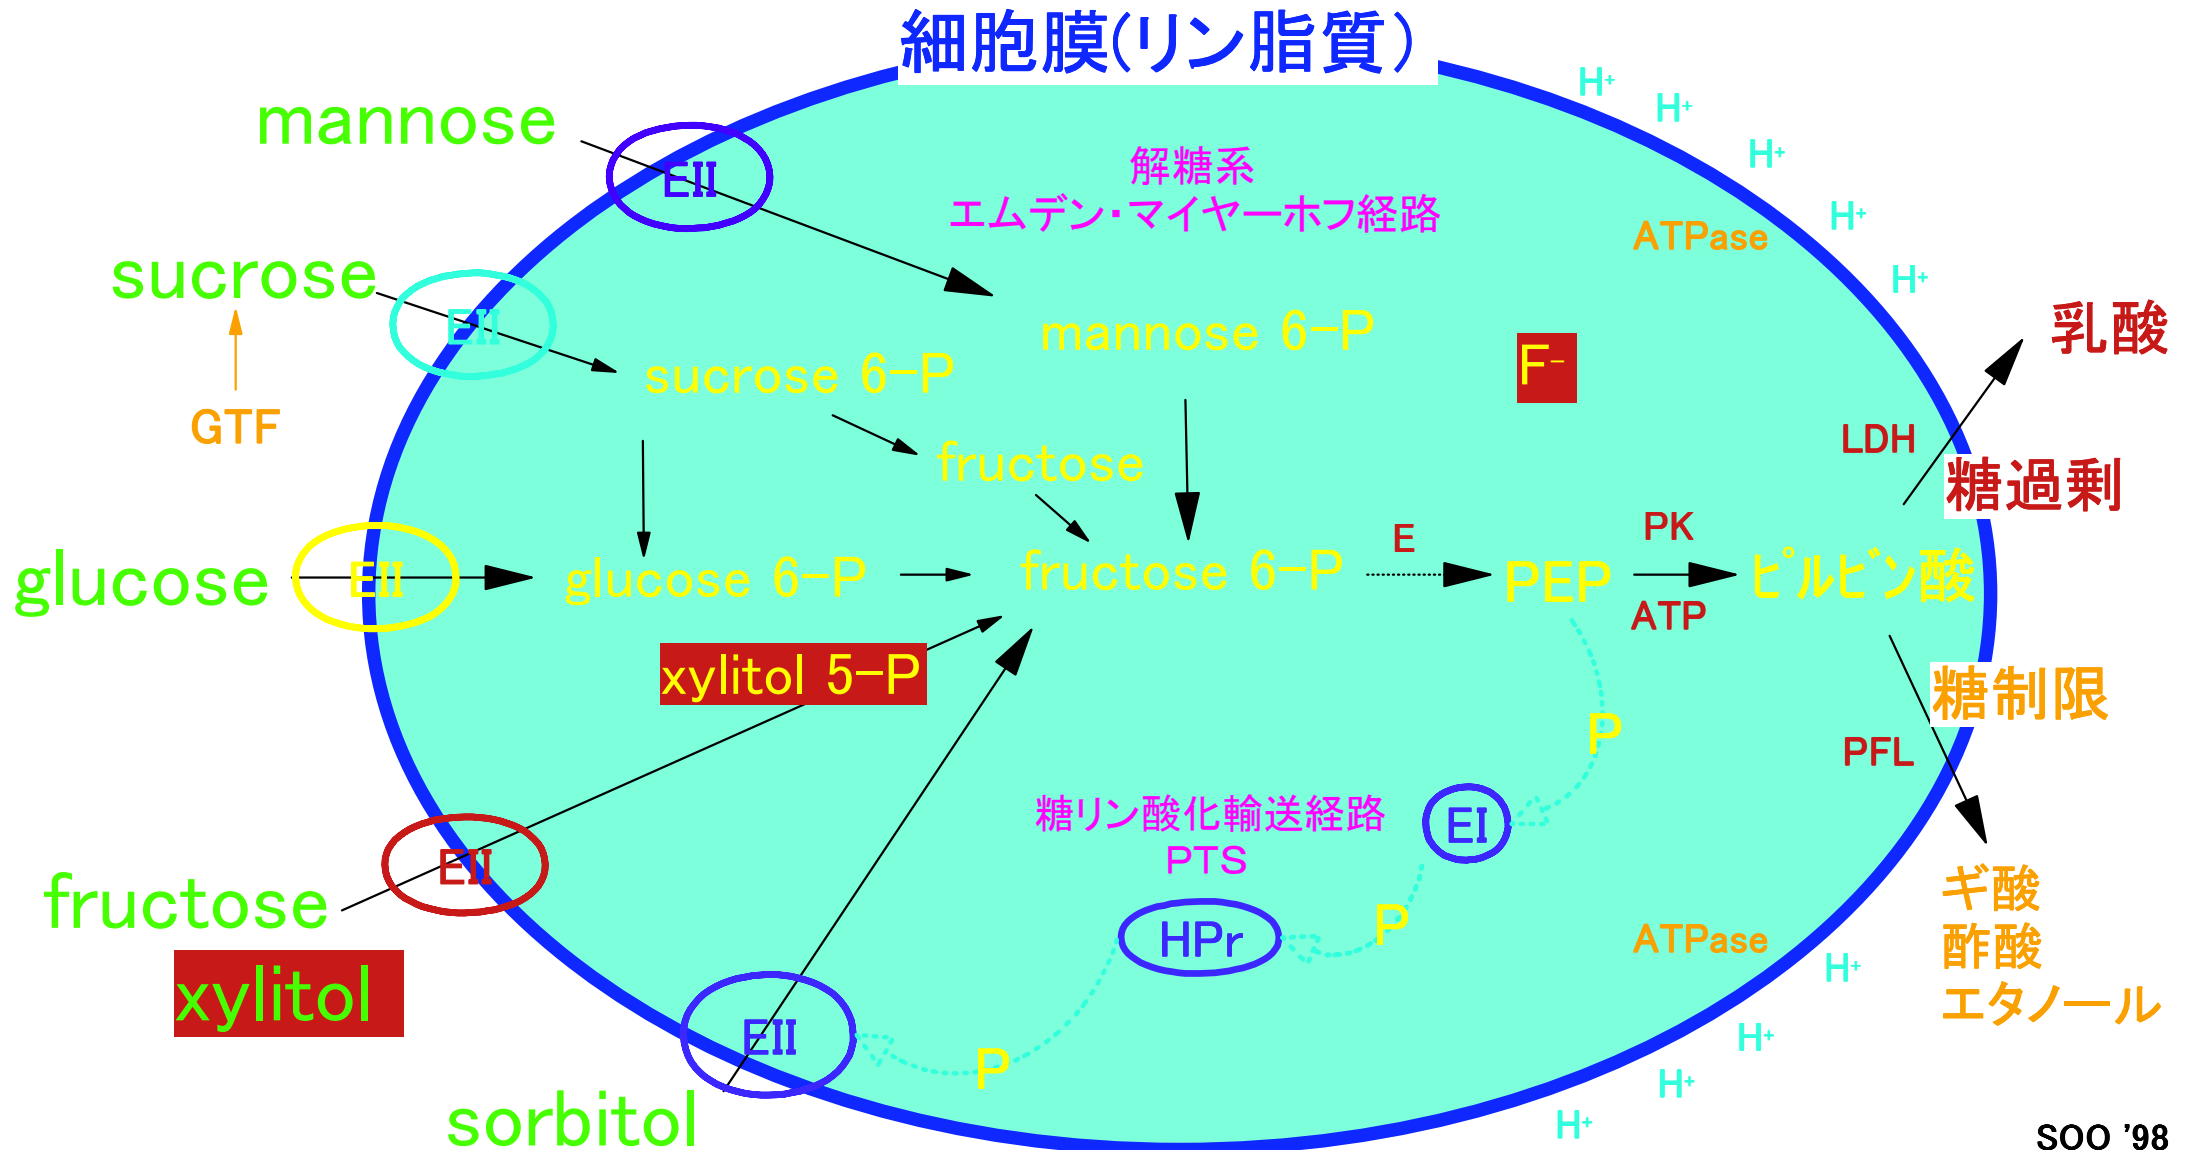 細胞膜(リン脂質)
H+
H+
mannose
H+
EII
解糖系
エムデン・マイヤーホフ経路
H+
ATPase
sucrose
H+
EII
mannose 6-P
乳酸
F-
sucrose 6-P
GTF
LDH
fructose
糖過剰
E
PK
glucose
EII
glucose 6-P
fructose 6-P
PEP
ピルビン酸
ATP
xylitol 5-P
糖制限
P
PFL
糖リン酸化輸送経路
PTS
EI
EII
fructose
ギ酸
P
HPr
ATPase
酢酸
H+
xylitol
エタノール
EII
H+
P
H+
sorbitol
H+
SOO '98